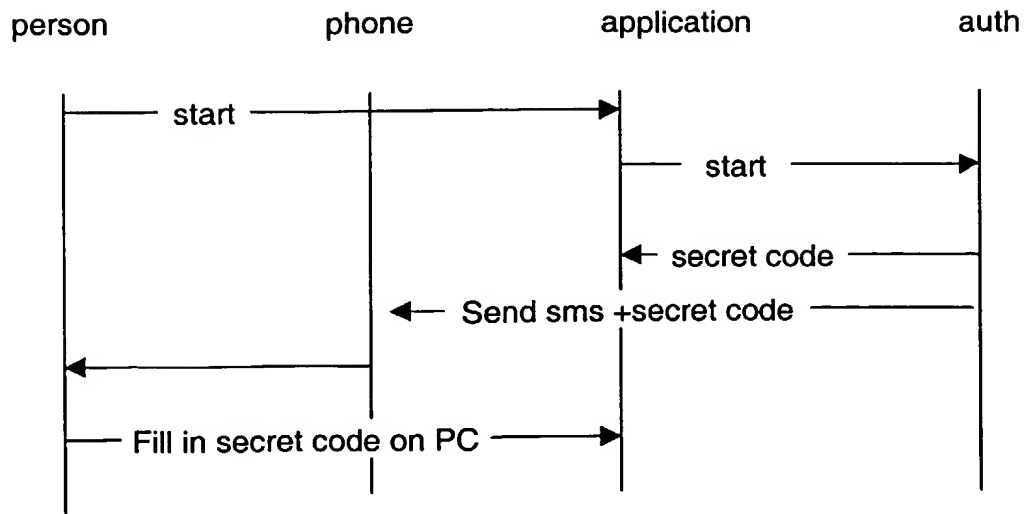 person phone application auth
start
start
secret code
Send sms +secret code
Fill in secret code on PC